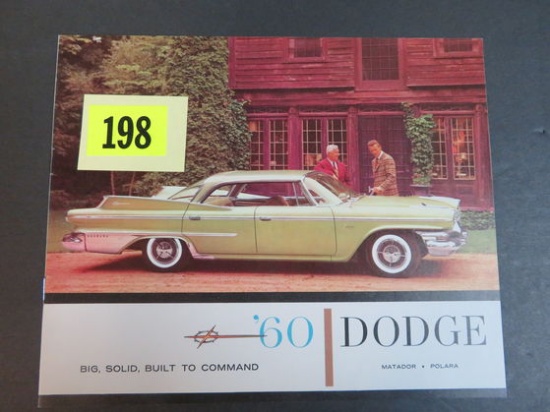 198
'60 DODGE
BIG, SOLID, BUILT TO COMMAND
MATADOR • POLARA